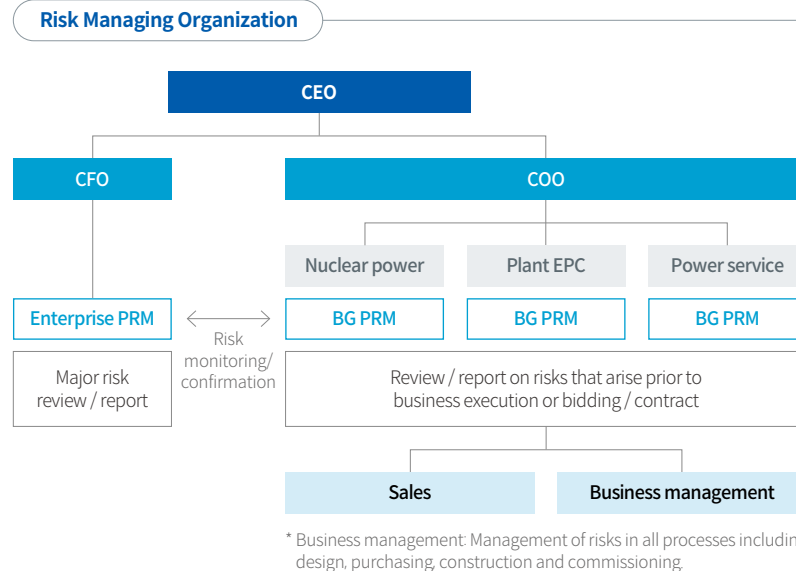 Risk Managing Organization
CEO
CFO
COO
Nuclear power
Plant EPC
Power service
Enterprise PRM
BG PRM
BG PRM
BG PRM
Risk
monitoring/
confirmation
Major risk
review / report
Review / report on risks that arise prior to
business execution or bidding / contract
Sales
Business management
* Business management: Management of risks in all processes includin
design, purchasing, construction and commissioning.